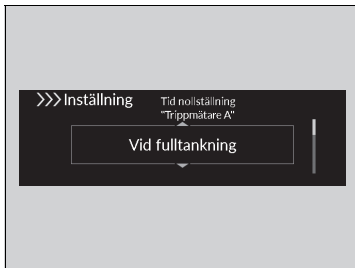 >>> Inställning
Tid nollställning
"Trippmätare A"
Vid fulltankning